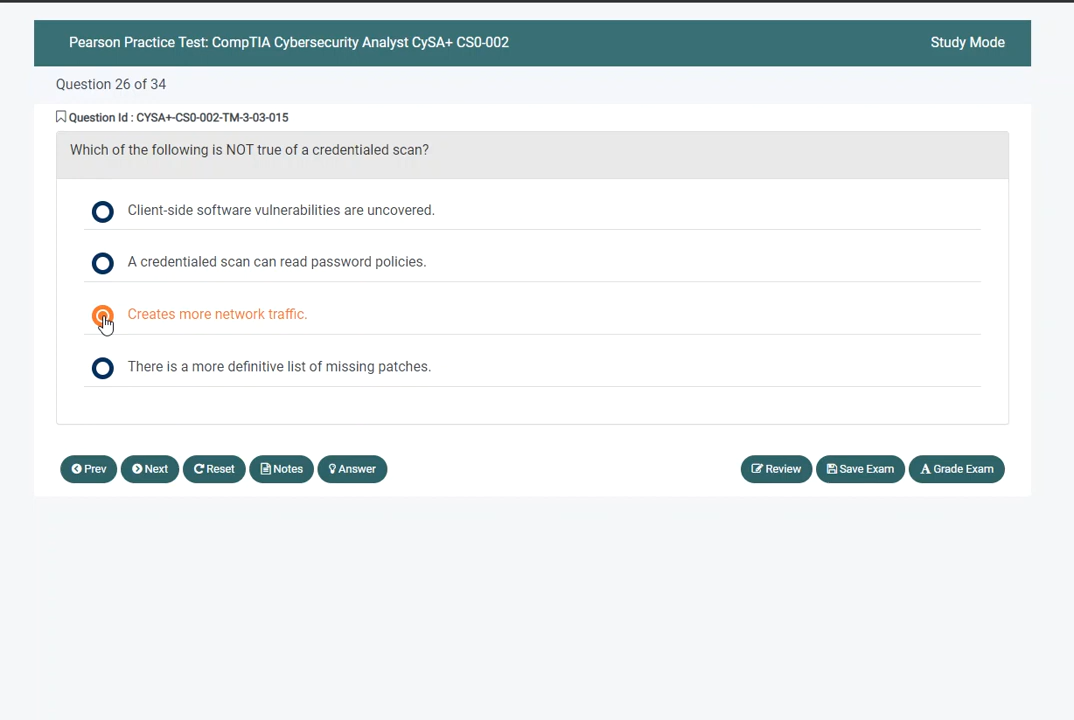 Pearson Practice Test: CompTIA Cybersecurity Analyst CySA+ CS0-002
Study Mode
Question 26 of 34
Question Id : CYSA+-CS0-002-TM-3-03-015
Which of the following is NOT true of a credentialed scan?
Client-side software vulnerabilities are uncovered.
A credentialed scan can read password policies.
Creates more network traffic.
There is a more definitive list of missing patches.
Prev
Next
Reset
Notes
Answer
Review
Save Exam
Grade Exam